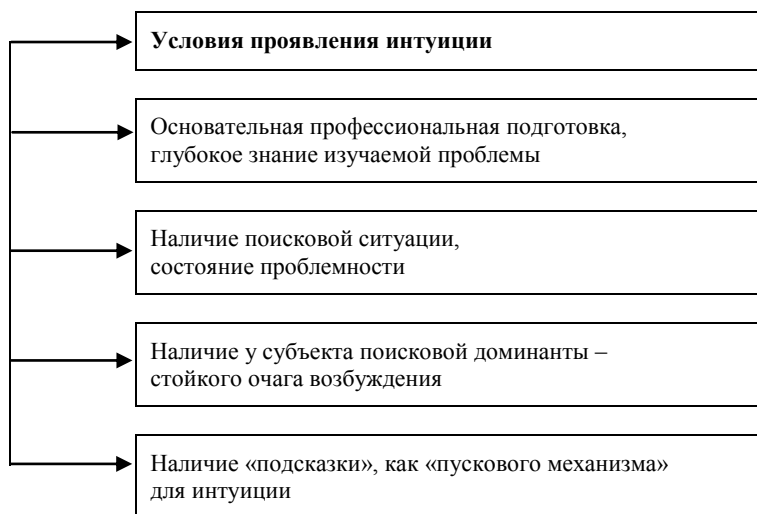 Условия проявления интуиции
Основательная профессиональная подготовка,
глубокое знание изучаемой проблемы
Наличие поисковой ситуации,
состояние проблемности
Наличие у субъекта поисковой доминанты –
стойкого очага возбуждения
Наличие «подсказки», как «пускового механизма»
для интуиции